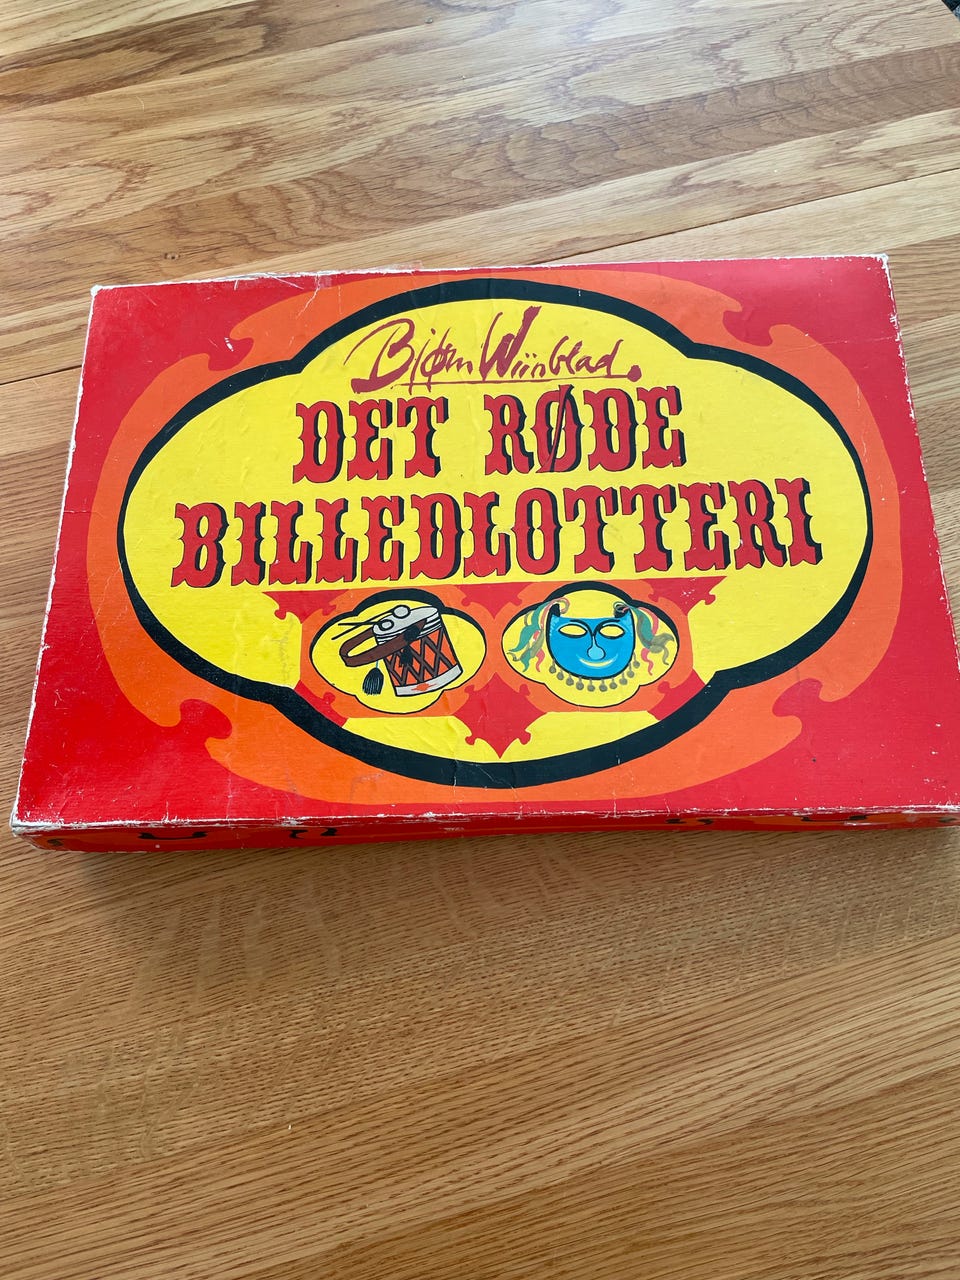 Bjørn Wiinblad.
DET RØDE
BILLEDLOTTERI